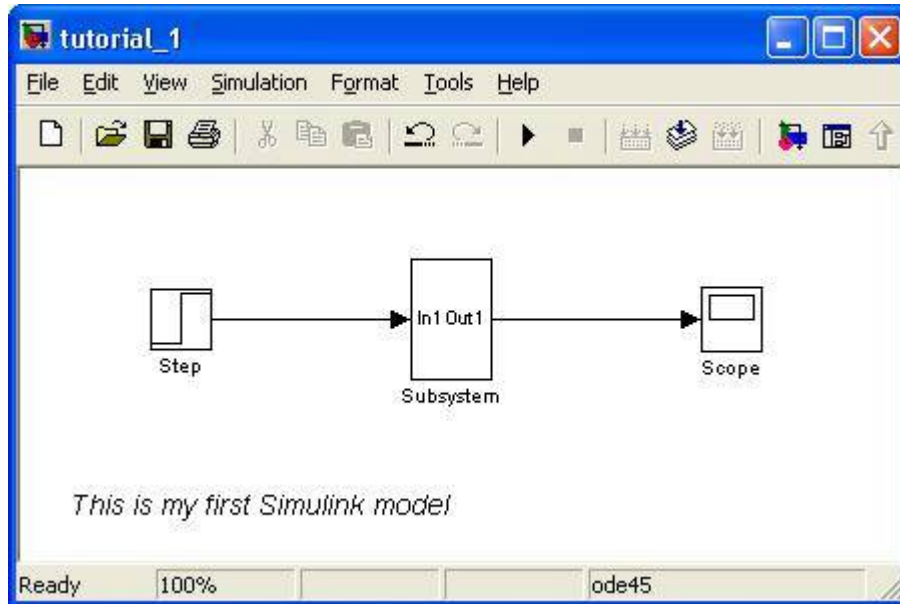 tutorial_1
File Edit View Simulation Format Tools Help
In1 Out1
Step
Scope
Subsystem
This is my first Simulink model
Ready 100% ode45